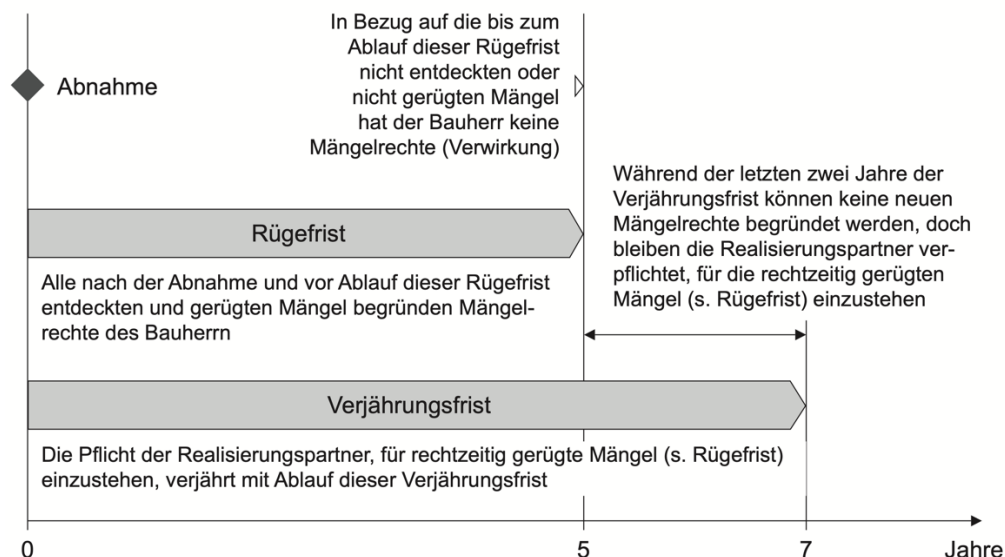 In Bezug auf die bis zum
Ablauf dieser Rügefrist
nicht entdeckten oder
nicht gerügten Mängel
hat der Bauherr keine
Mängelrechte (Verwirkung)
Abnahme
Während der letzten zwei Jahre der
Verjährungsfrist können keine neuen
Mängelrechte begründet werden, doch
bleiben die Realisierungspartner ver-
pflichtet, für die rechtzeitig gerügten
Mängel (s. Rügefrist) einzustehen
Rügefrist
Alle nach der Abnahme und vor Ablauf dieser Rügefrist
entdeckten und gerügten Mängel begründen Mängel-
rechte des Bauherrn
Verjährungsfrist
Die Pflicht der Realisierungspartner, für rechtzeitig gerügte Mängel (s. Rügefrist)
einzustehen, verjährt mit Ablauf dieser Verjährungsfrist
0 5 7 Jahre